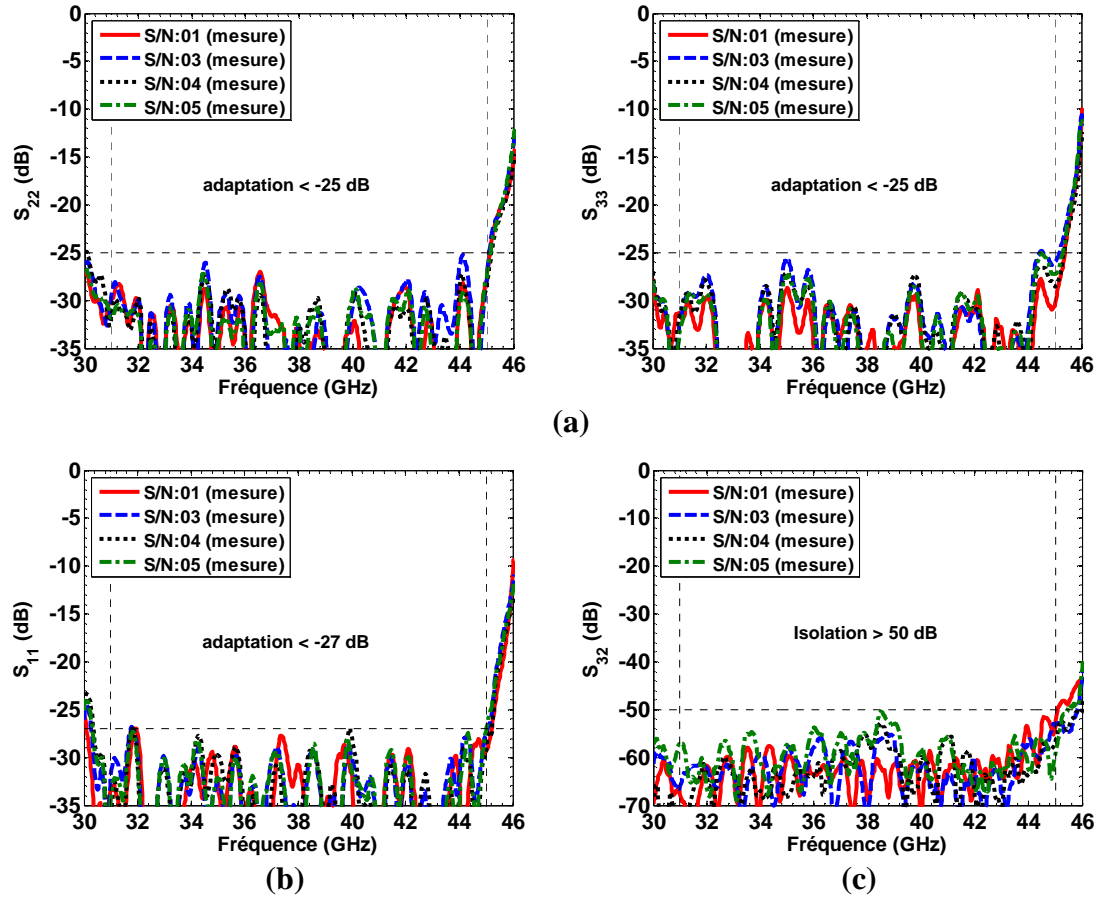 0
-5
-10
-15
-20
-25
-30
-35
S_22 (dB)
S/N:01 (mesure)
S/N:03 (mesure)
S/N:04 (mesure)
S/N:05 (mesure)
adaptation < -25 dB
30 32 34 36 38 40 42 44 46
Fréquence (GHz)
0
-5
-10
-15
-20
-25
-30
-35
S_33 (dB)
S/N:01 (mesure)
S/N:03 (mesure)
S/N:04 (mesure)
S/N:05 (mesure)
adaptation < -25 dB
30 32 34 36 38 40 42 44 46
Fréquence (GHz)
(a)
0
-5
-10
-15
-20
-25
-30
-35
S_11 (dB)
S/N:01 (mesure)
S/N:03 (mesure)
S/N:04 (mesure)
S/N:05 (mesure)
adaptation < -27 dB
30 32 34 36 38 40 42 44 46
Fréquence (GHz)
(b)
0
-10
-20
-30
-40
-50
-60
-70
S_32 (dB)
S/N:01 (mesure)
S/N:03 (mesure)
S/N:04 (mesure)
S/N:05 (mesure)
Isolation > 50 dB
30 32 34 36 38 40 42 44 46
Fréquence (GHz)
(c)